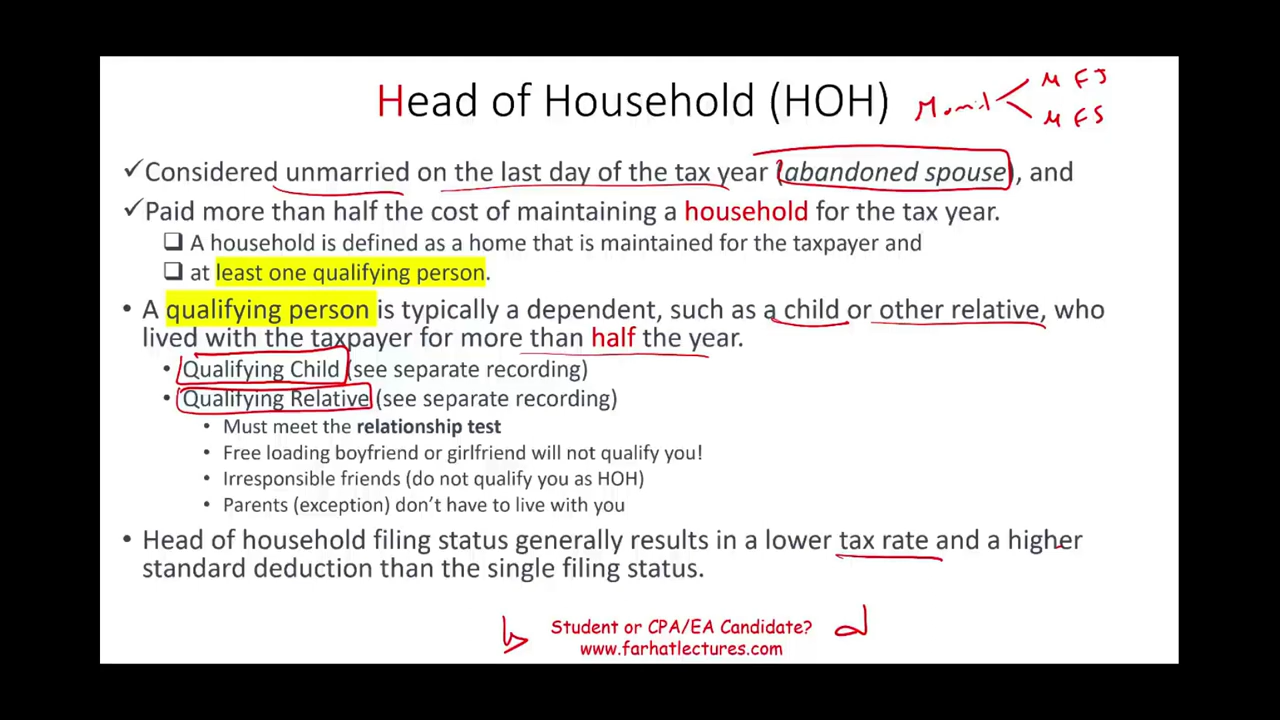 Head of Household (HOH)
MFJ
MFS
✓Considered unmarried on the last day of the tax year (abandoned spouse), and
✓Paid more than half the cost of maintaining a household for the tax year.
❑ A household is defined as a home that is maintained for the taxpayer and
❑ at least one qualifying person.
• A qualifying person is typically a dependent, such as a child or other relative, who
lived with the taxpayer for more than half the year.
• Qualifying Child (see separate recording)
• Qualifying Relative (see separate recording)
• Must meet the relationship test
• Free loading boyfriend or girlfriend will not qualify you!
• Irresponsible friends (do not qualify you as HOH)
• Parents (exception) don't have to live with you
• Head of household filing status generally results in a lower tax rate and a higher
standard deduction than the single filing status.
Student or CPA/EA Candidate?
www.farhatlectures.com